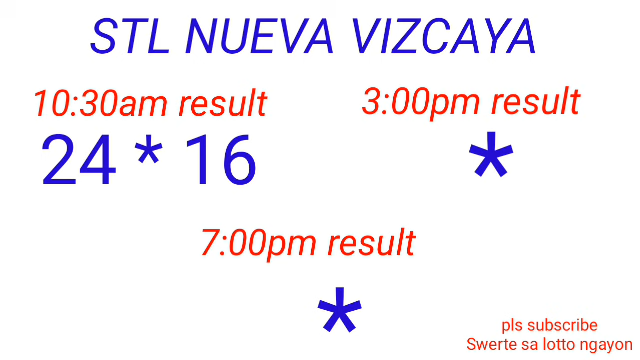 STL NUEVA VIZCAYA
10:30am result
24 * 16
3:00pm result
*
7:00pm result
*
pls subscribe
Swerte sa lotto ngayon